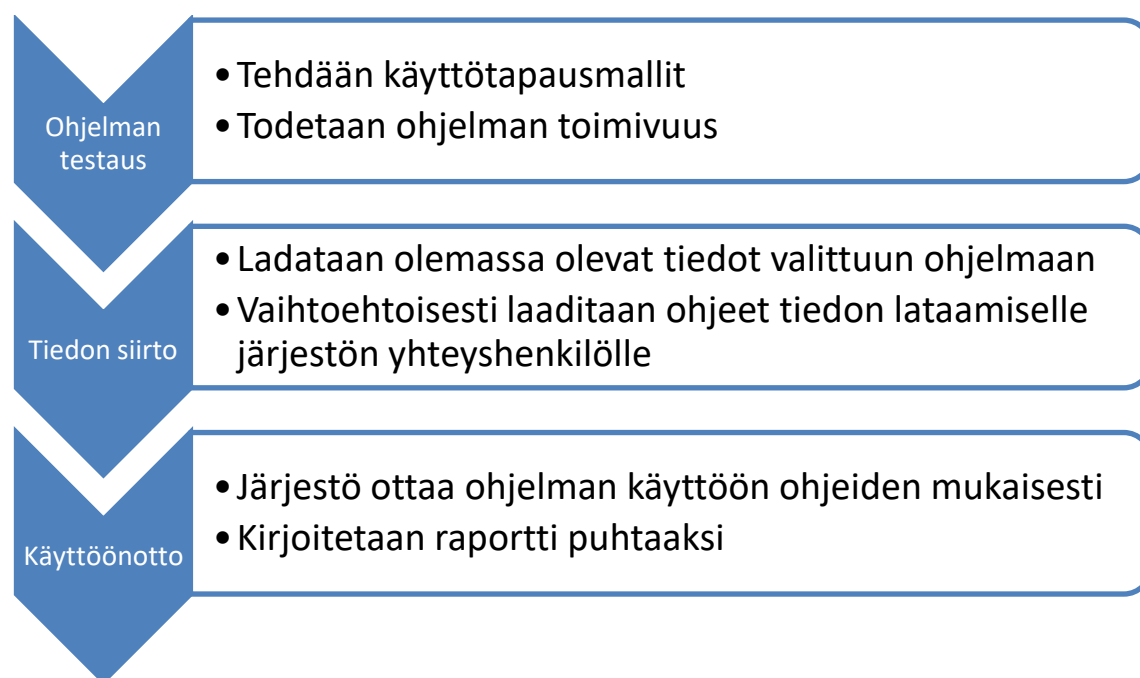 Ohjelman
testaus
• Tehdään käyttötapausmallit
• Todetaan ohjelman toimivuus
Tiedon siirto
• Ladataan olemassa olevat tiedot valittuun ohjelmaan
• Vaihtoehtoisesti laaditaan ohjeet tiedon lataamiselle
järjestön yhteyshenkilölle
Käyttöönotto
• Järjestö ottaa ohjelman käyttöön ohjeiden mukaisesti
• Kirjoitetaan raportti puhtaaksi